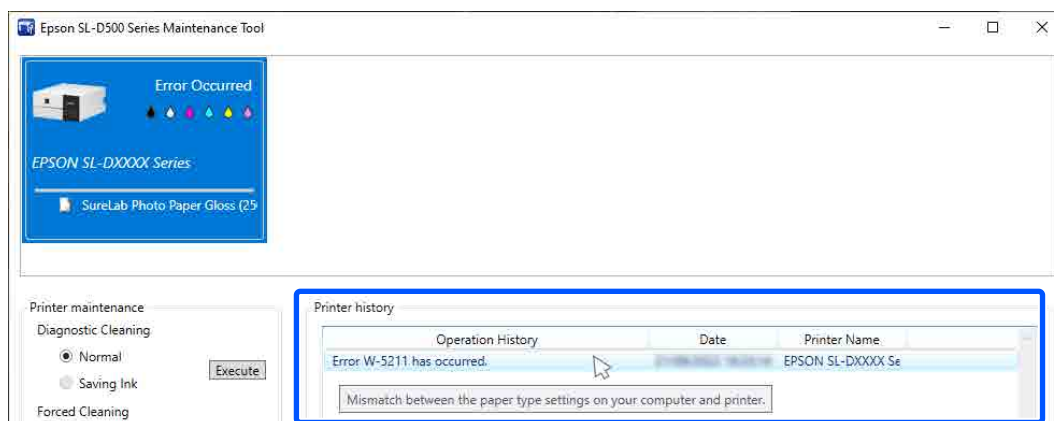 Epson SL-D500 Series Maintenance Tool
Error Occurred
EPSON SL-DXXXX Series
SureLab Photo Paper Gloss (25
Printer maintenance
Diagnostic Cleaning
Normal
Saving Ink
Execute
Forced Cleaning
Printer history
Operation History Date Printer Name
Error W-5211 has occurred. EPSON SL-DXXXX Se
Mismatch between the paper type settings on your computer and printer.